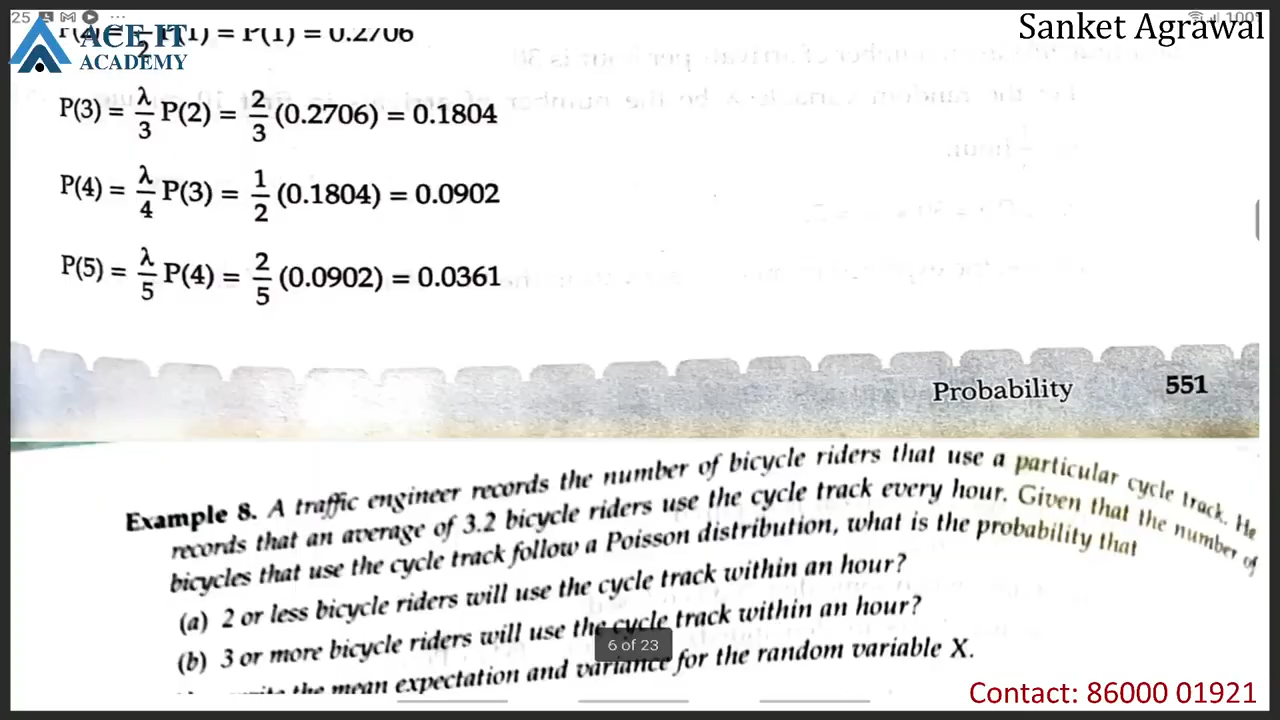 25
100%
Sanket Agrawal
ACE IT
ACADEMY
P(1) = P(1) = 0.2706
P(3) = λ/3 P(2) = 2/3 (0.2706) = 0.1804
P(4) = λ/4 P(3) = 1/2 (0.1804) = 0.0902
P(5) = λ/5 P(4) = 2/5 (0.0902) = 0.0361
Probability 551
Example 8. A traffic engineer records the number of bicycle riders that use a particular cycle track. He
records that an average of 3.2 bicycle riders use the cycle track every hour. Given that the number of
bicycles that use the cycle track follow a Poisson distribution, what is the probability that
(a) 2 or less bicycle riders will use the cycle track within an hour?
(b) 3 or more bicycle riders will use the cycle track within an hour?
the mean expectation and variance for the random variable X.
6 of 23
Contact: 86000 01921